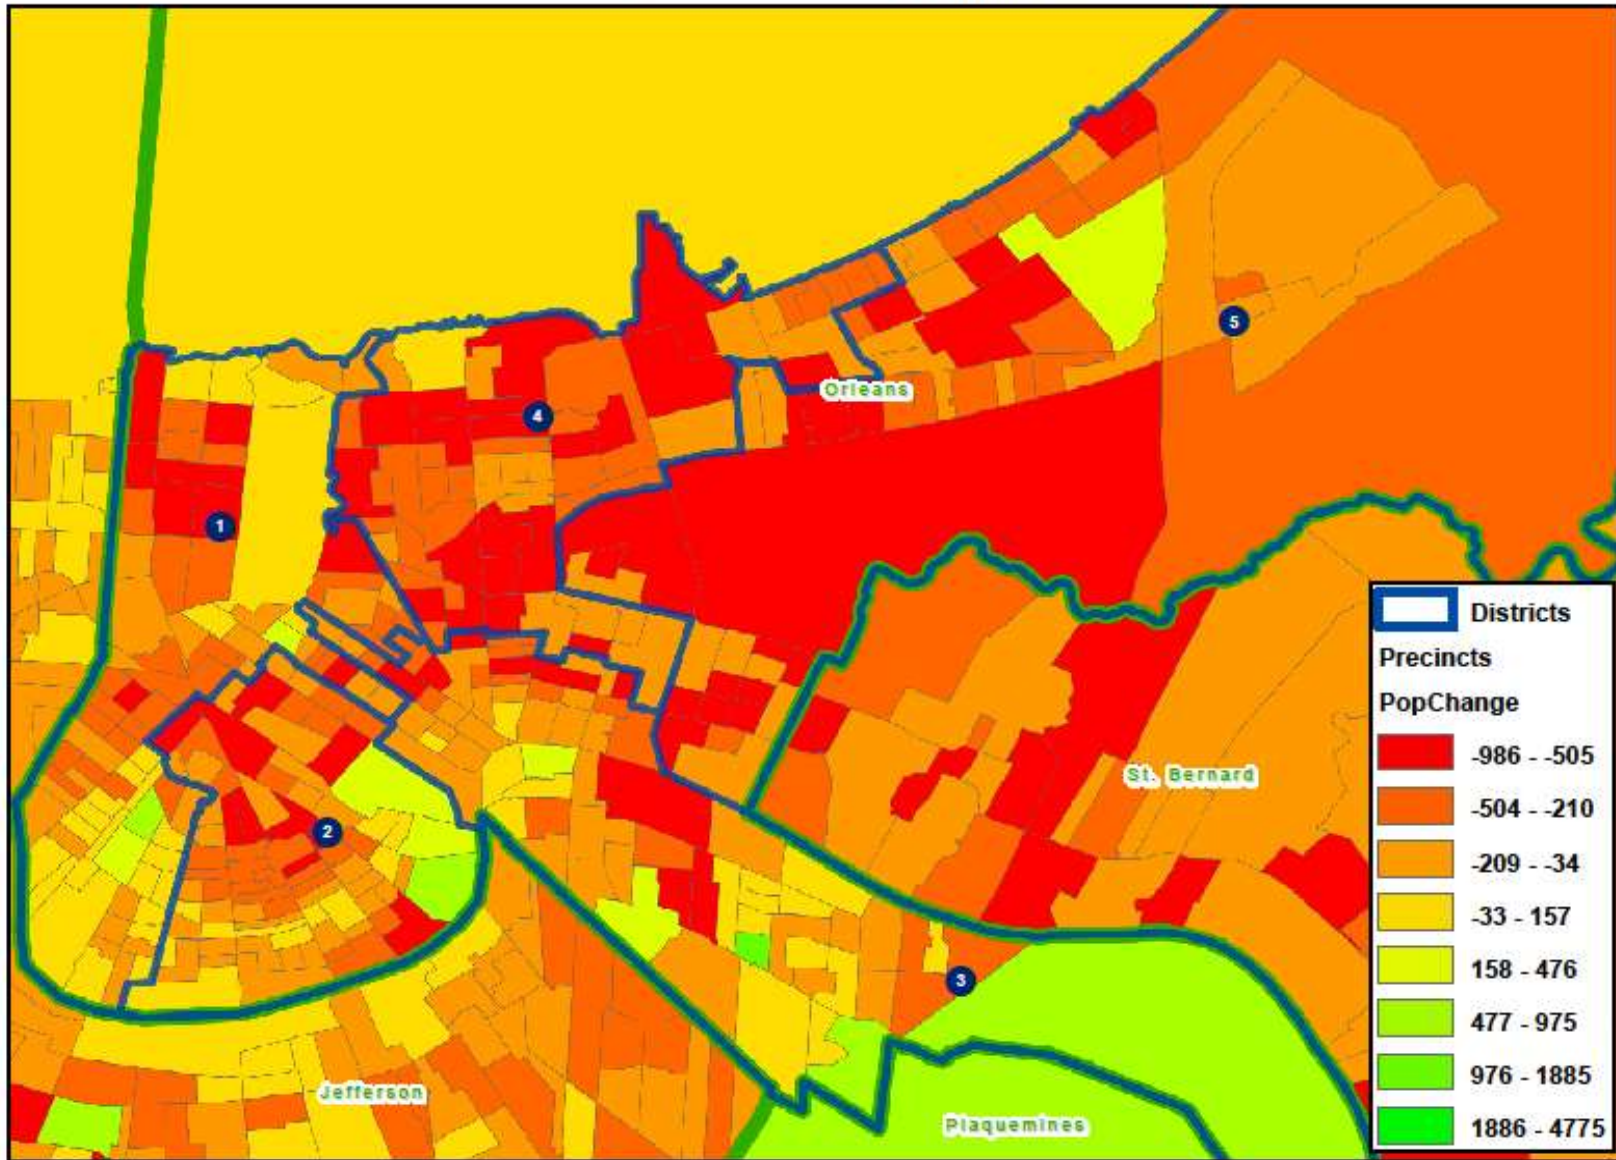 5
Orleans
4
1
Districts
Precincts
PopChange
-986 - -505
-504 - -210
-209 - -34
-33 - 157
158 - 476
477 - 975
976 - 1885
1886 - 4775
St. Bernard
2
3
Jefferson
Plaquemines